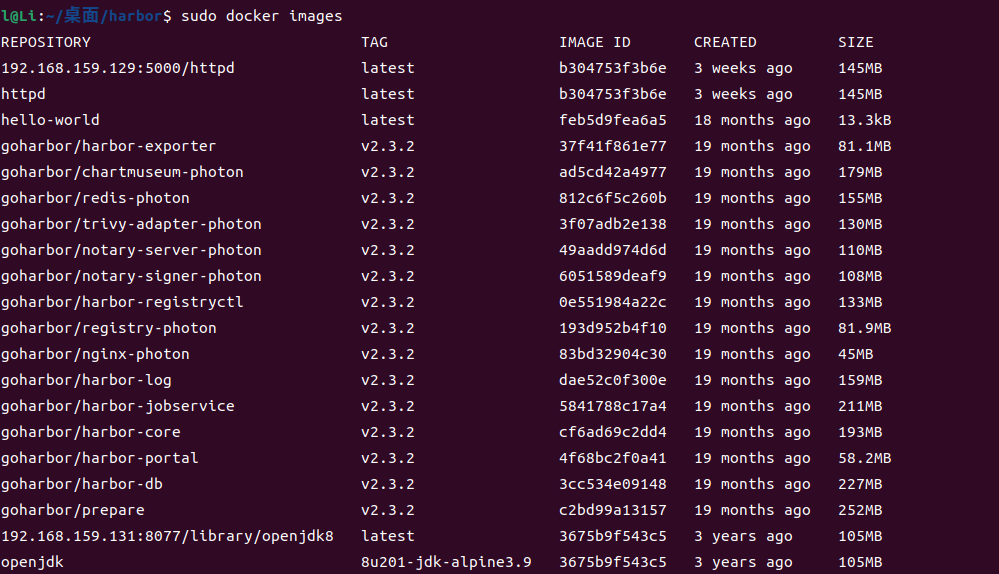 l@Li:~/桌面/harbor$ sudo docker images
REPOSITORY TAG IMAGE ID CREATED SIZE
192.168.159.129:5000/httpd latest b304753f3b6e 3 weeks ago 145MB
httpd latest b304753f3b6e 3 weeks ago 145MB
hello-world latest feb5d9fea6a5 18 months ago 13.3kB
goharbor/harbor-exporter v2.3.2 37f41f861e77 19 months ago 81.1MB
goharbor/chartmuseum-photon v2.3.2 ad5cd42a4977 19 months ago 179MB
goharbor/redis-photon v2.3.2 812c6f5c260b 19 months ago 155MB
goharbor/trivy-adapter-photon v2.3.2 3f07adb2e138 19 months ago 130MB
goharbor/notary-server-photon v2.3.2 49aadd974d6d 19 months ago 110MB
goharbor/notary-signer-photon v2.3.2 6051589deaf9 19 months ago 108MB
goharbor/harbor-registryctl v2.3.2 0e551984a22c 19 months ago 133MB
goharbor/registry-photon v2.3.2 193d952b4f10 19 months ago 81.9MB
goharbor/nginx-photon v2.3.2 83bd32904c30 19 months ago 45MB
goharbor/harbor-log v2.3.2 dae52c0f300e 19 months ago 159MB
goharbor/harbor-jobservice v2.3.2 5841788c17a4 19 months ago 211MB
goharbor/harbor-core v2.3.2 cf6ad69c2dd4 19 months ago 193MB
goharbor/harbor-portal v2.3.2 4f68bc2f0a41 19 months ago 58.2MB
goharbor/harbor-db v2.3.2 3cc534e09148 19 months ago 227MB
goharbor/prepare v2.3.2 c2bd99a13157 19 months ago 252MB
192.168.159.131:8077/library/openjdk8 latest 3675b9f543c5 3 years ago 105MB
openjdk 8u201-jdk-alpine3.9 3675b9f543c5 3 years ago 105MB